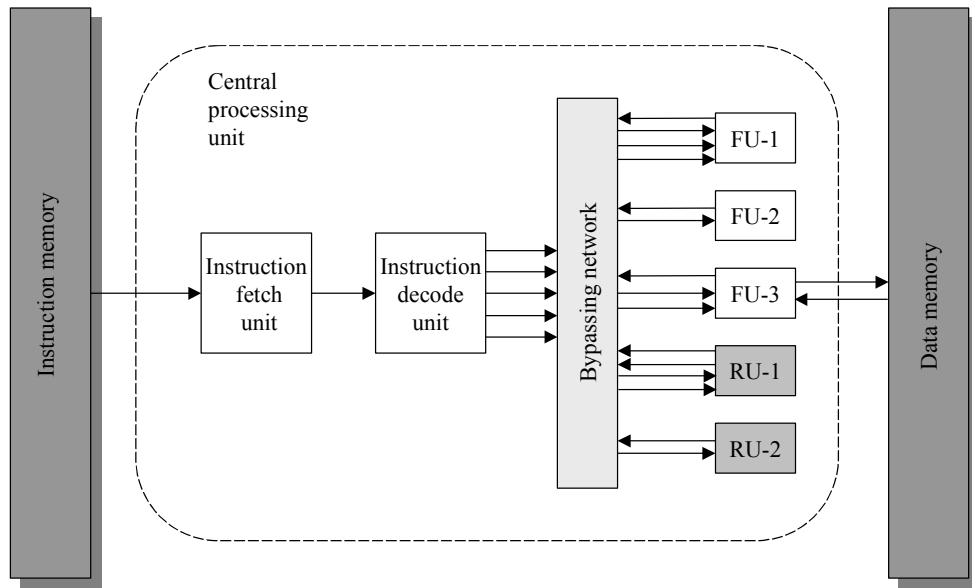 Central
processing
unit
Instruction memory
Instruction
fetch
unit
Instruction
decode
unit
Bypassing network
FU-1
FU-2
FU-3
RU-1
RU-2
Data memory